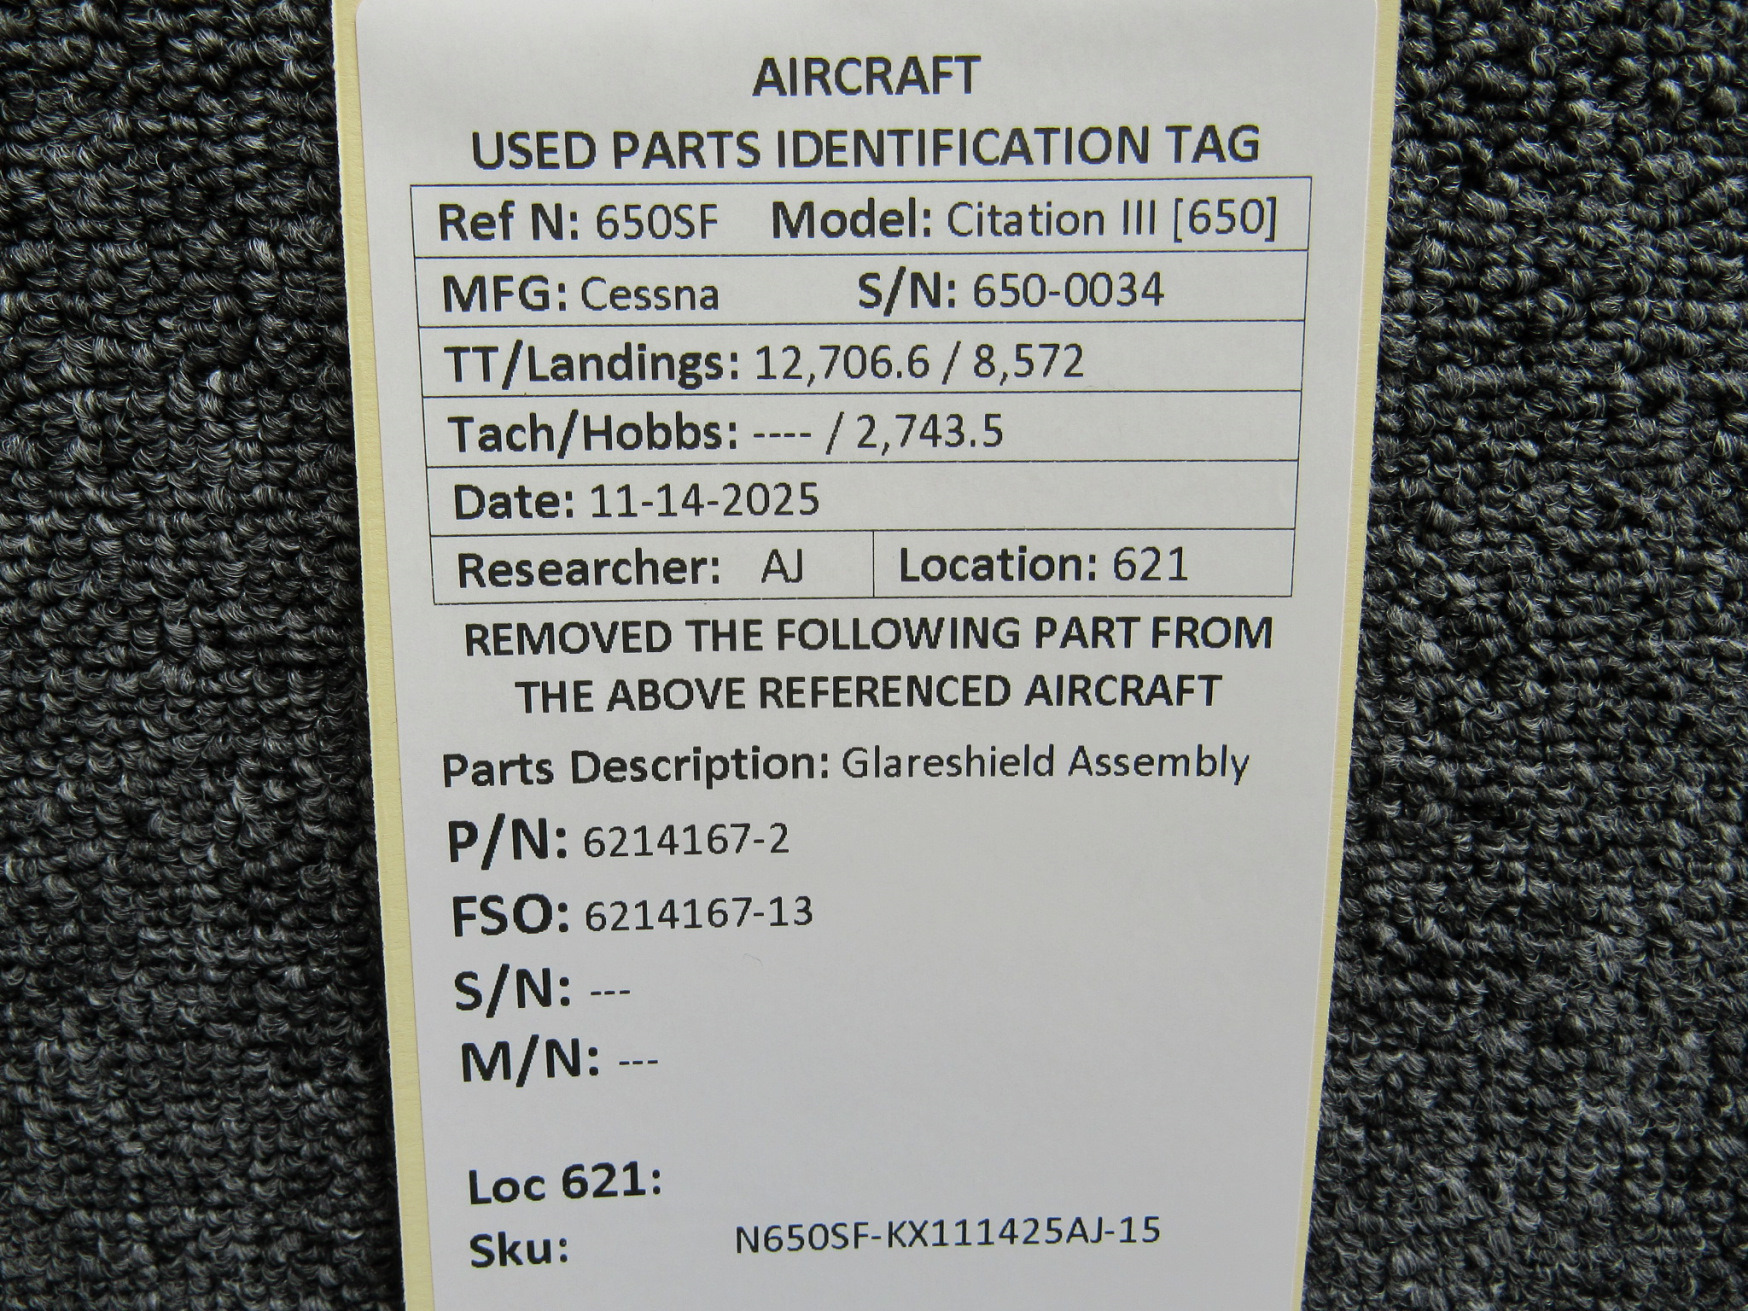 AIRCRAFT
USED PARTS IDENTIFICATION TAG
Ref N: 650SF Model: Citation III [650]
MFG: Cessna S/N: 650-0034
TT/Landings: 12,706.6 / 8,572
Tach/Hobbs: ---- / 2,743.5
Date: 11-14-2025
Researcher: AJ Location: 621
REMOVED THE FOLLOWING PART FROM
THE ABOVE REFERENCED AIRCRAFT
Parts Description: Glareshield Assembly
P/N: 6214167-2
FSO: 6214167-13
S/N: ---
M/N: ---
Loc 621:
Sku: N650SF-KX111425AJ-15